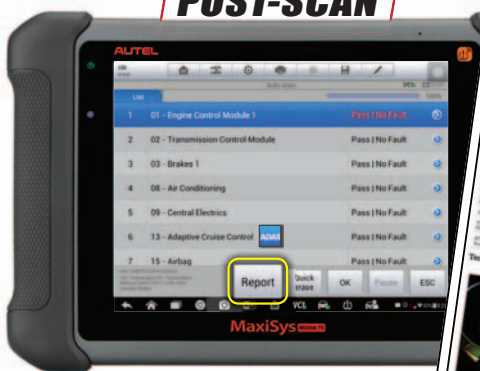 POST-SCAN
AUTEL
VW
Auto scan
VCI
List
100%
1 01 - Engine Control Module 1 Pass | No Fault
2 02 - Transmission Control Module Pass | No Fault
3 03 - Brakes 1 Pass | No Fault
4 08 - Air Conditioning Pass | No Fault
5 09 - Central Electrics Pass | No Fault
6 13 - Adaptive Cruise Control ADAS Pass | No Fault
7 15 - Airbag Pass | No Fault
Report
Quick
Erase
OK
Pause
ESC
VCI
MaxiSys